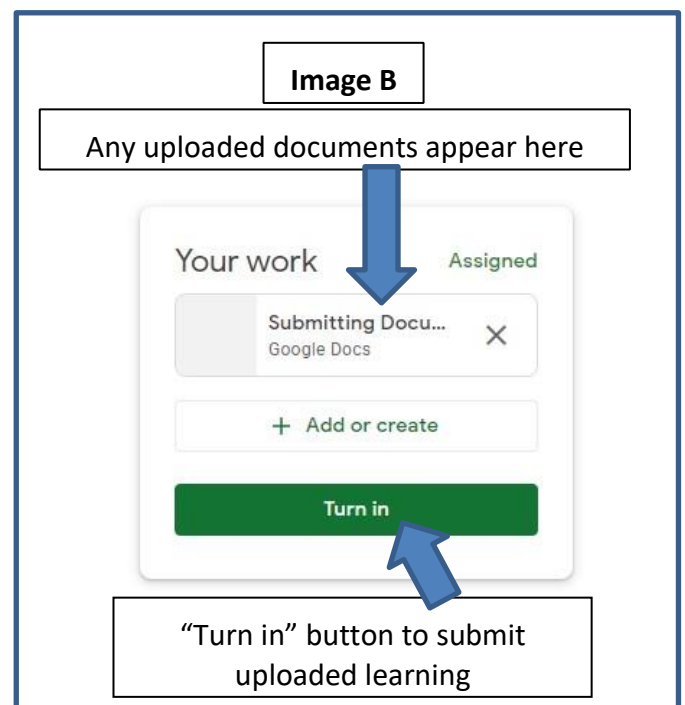 Image B
Any uploaded documents appear here
Your work
Assigned
Submitting Docu...
Google Docs
+ Add or create
Turn in
“Turn in” button to submit
uploaded learning